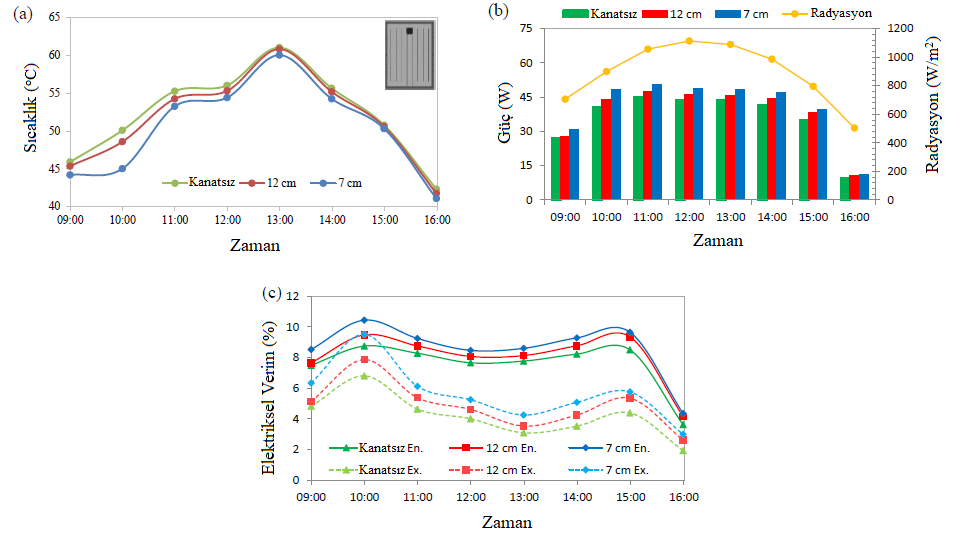 (a)
65
60
55
50
45
40
Sıcaklık (°C)
Kanatsız 12 cm 7 cm
09:00 10:00 11:00 12:00 13:00 14:00 15:00 16:00
Zaman
(b)
Kanatsız 12 cm 7 cm Radyasyon
75
60
45
30
15
0
Güç (W)
1200
1000
800
600
400
200
0
Radyasyon (W/m²)
09:00 10:00 11:00 12:00 13:00 14:00 15:00 16:00
Zaman
(c)
12
10
8
6
4
2
0
Elektriksel Verim (%)
Kanatsız En. 12 cm En. 7 cm En.
Kanatsız Ex. 12 cm Ex. 7 cm Ex.
09:00 10:00 11:00 12:00 13:00 14:00 15:00 16:00
Zaman